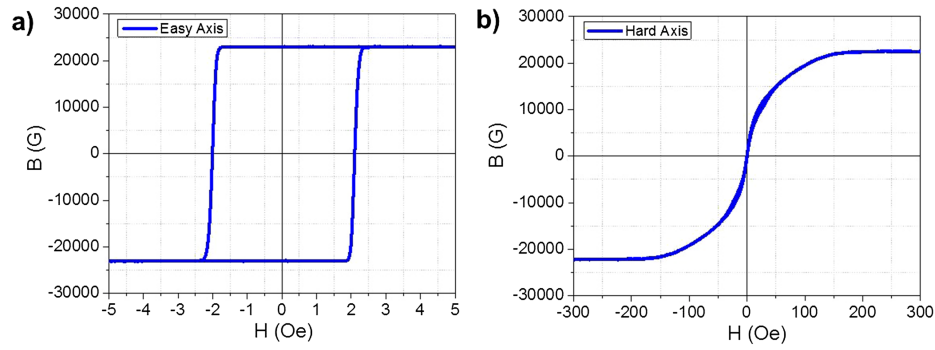 a)
Easy Axis
B (G)
30000
20000
10000
0
-10000
-20000
-30000
-5 -4 -3 -2 -1 0 1 2 3 4 5
H (Oe)
b)
Hard Axis
B (G)
30000
20000
10000
0
-10000
-20000
-30000
-300 -200 -100 0 100 200 300
H (Oe)